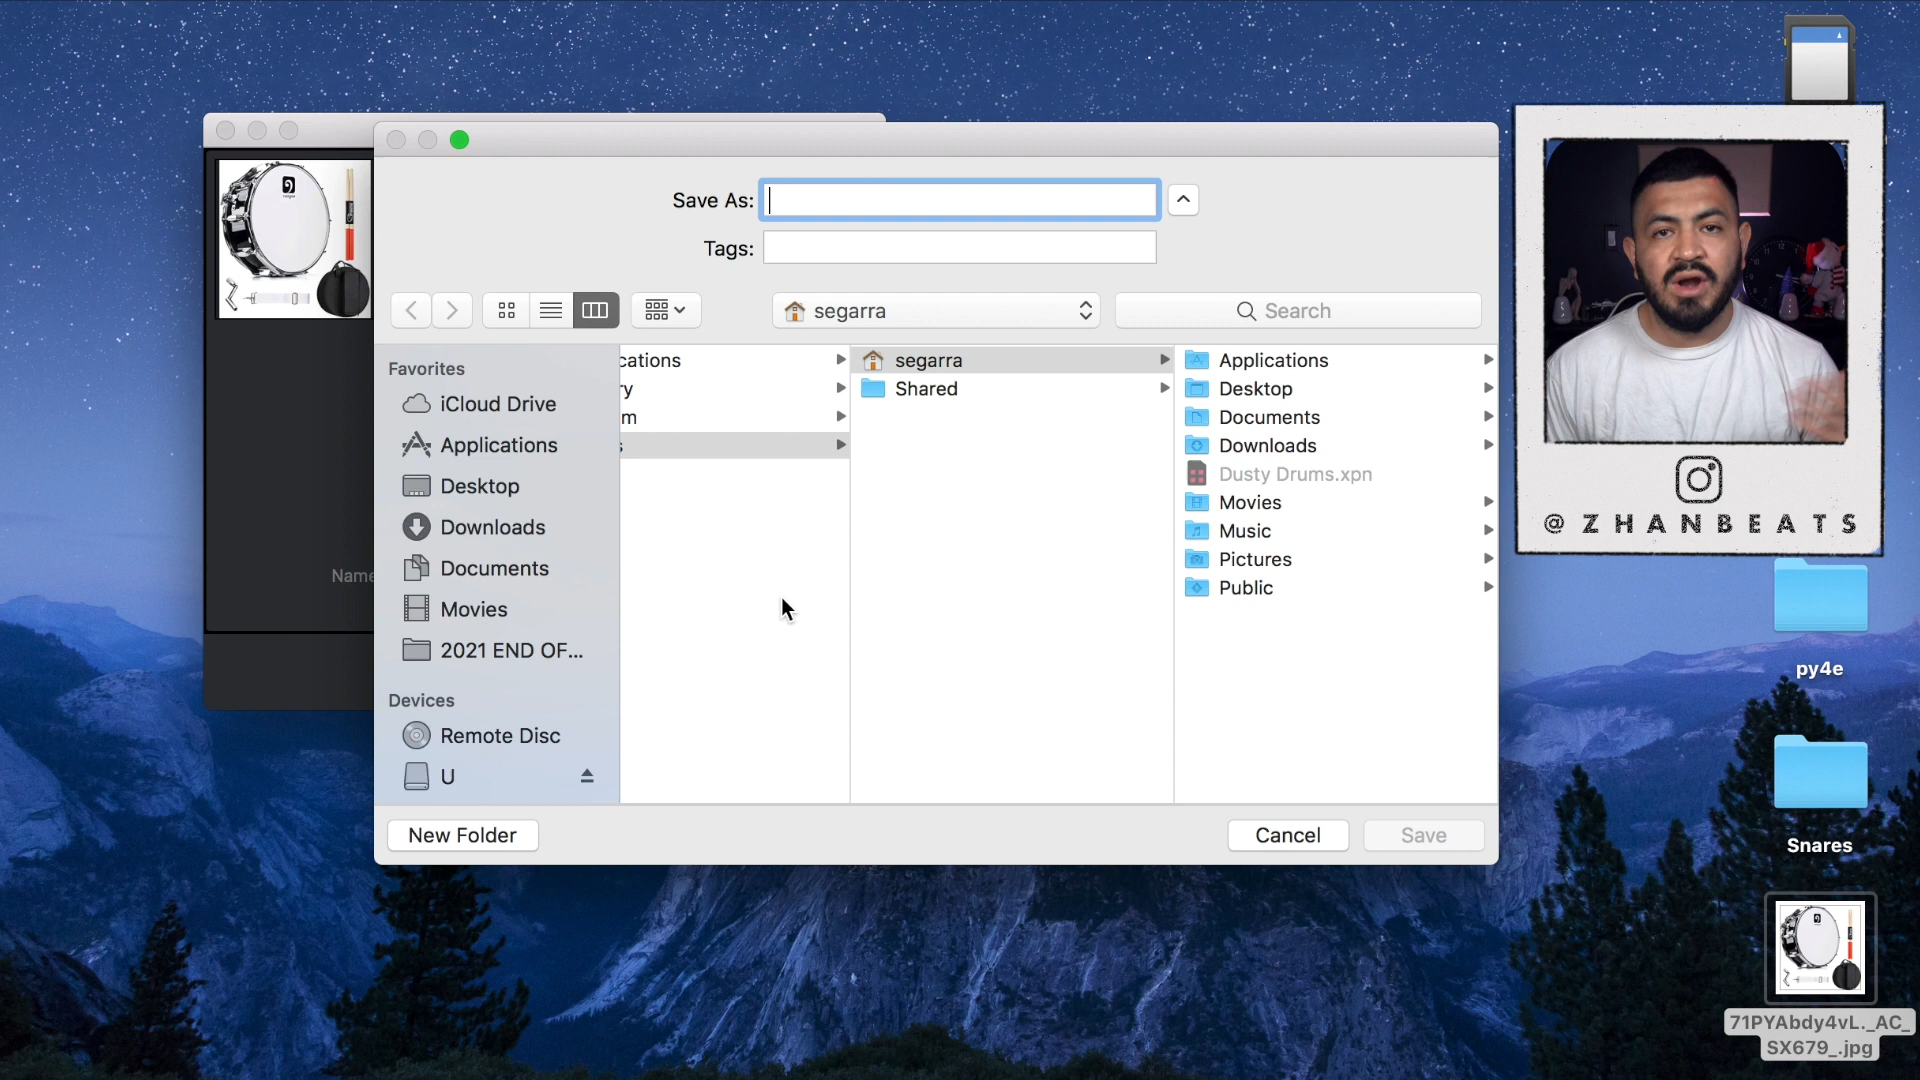 Save As:
Tags:
segarra
Search
Favorites
iCloud Drive
Applications
Desktop
Downloads
Documents
Movies
2021 END OF...
Devices
Remote Disc
U
cations
ry
m
s
segarra
Shared
Applications
Desktop
Documents
Downloads
Dusty Drums.xpn
Movies
Music
Pictures
Public
New Folder
Cancel
Save
Name
@ZHANBEATS
py4e
Snares
71PYAbdy4vL._AC_
SX679_.jpg